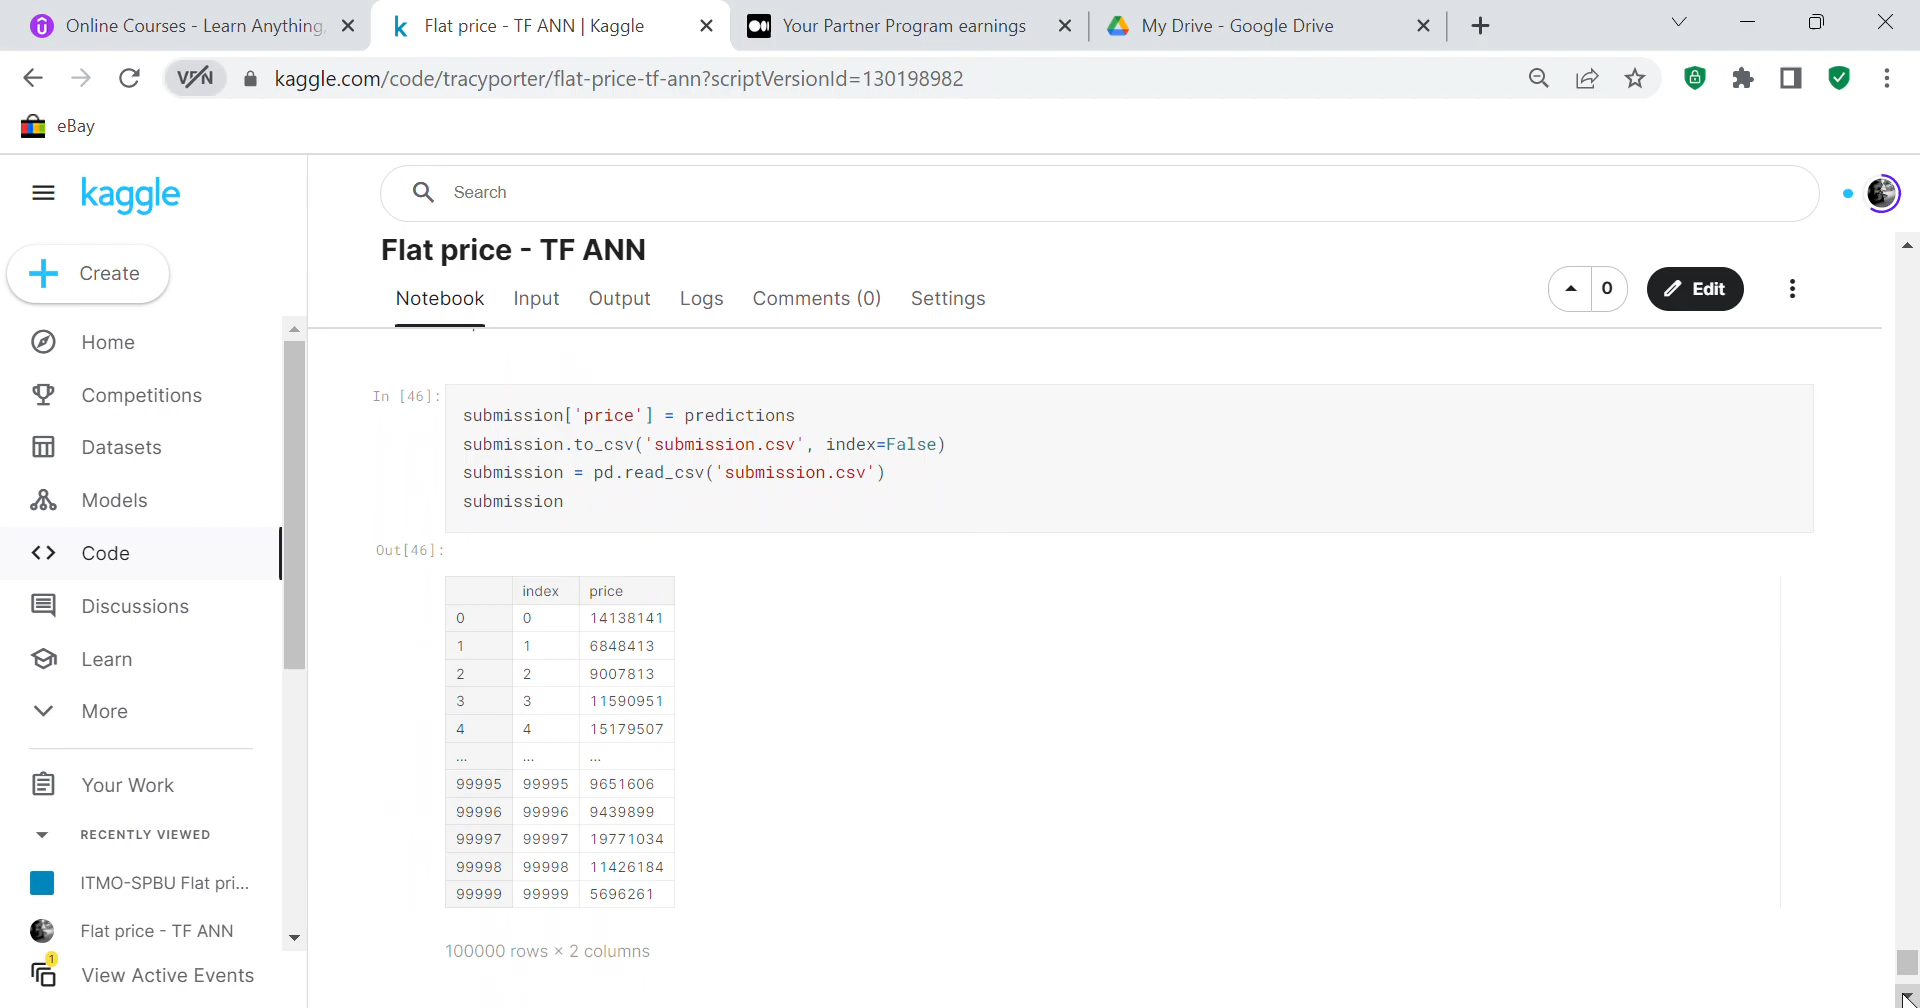 Online Courses - Learn Anything,
Flat price - TF ANN | Kaggle
Your Partner Program earnings
My Drive - Google Drive
VPN
kaggle.com/code/tracyporter/flat-price-tf-ann?scriptVersionId=130198982
eBay
kaggle
Search
Create
Flat price - TF ANN
Notebook Input Output Logs Comments (0) Settings
0
Edit
Home
Competitions
Datasets
Models
Code
Discussions
Learn
More
Your Work
RECENTLY VIEWED
ITMO-SPBU Flat pri...
Flat price - TF ANN
1
View Active Events
In [46]:
submission['price'] = predictions
submission.to_csv('submission.csv', index=False)
submission = pd.read_csv('submission.csv')
submission
Out[46]:
index price
0 0 14138141
1 1 6848413
2 2 9007813
3 3 11590951
4 4 15179507
... ... ...
99995 99995 9651606
99996 99996 9439899
99997 99997 19771034
99998 99998 11426184
99999 99999 5696261
100000 rows × 2 columns